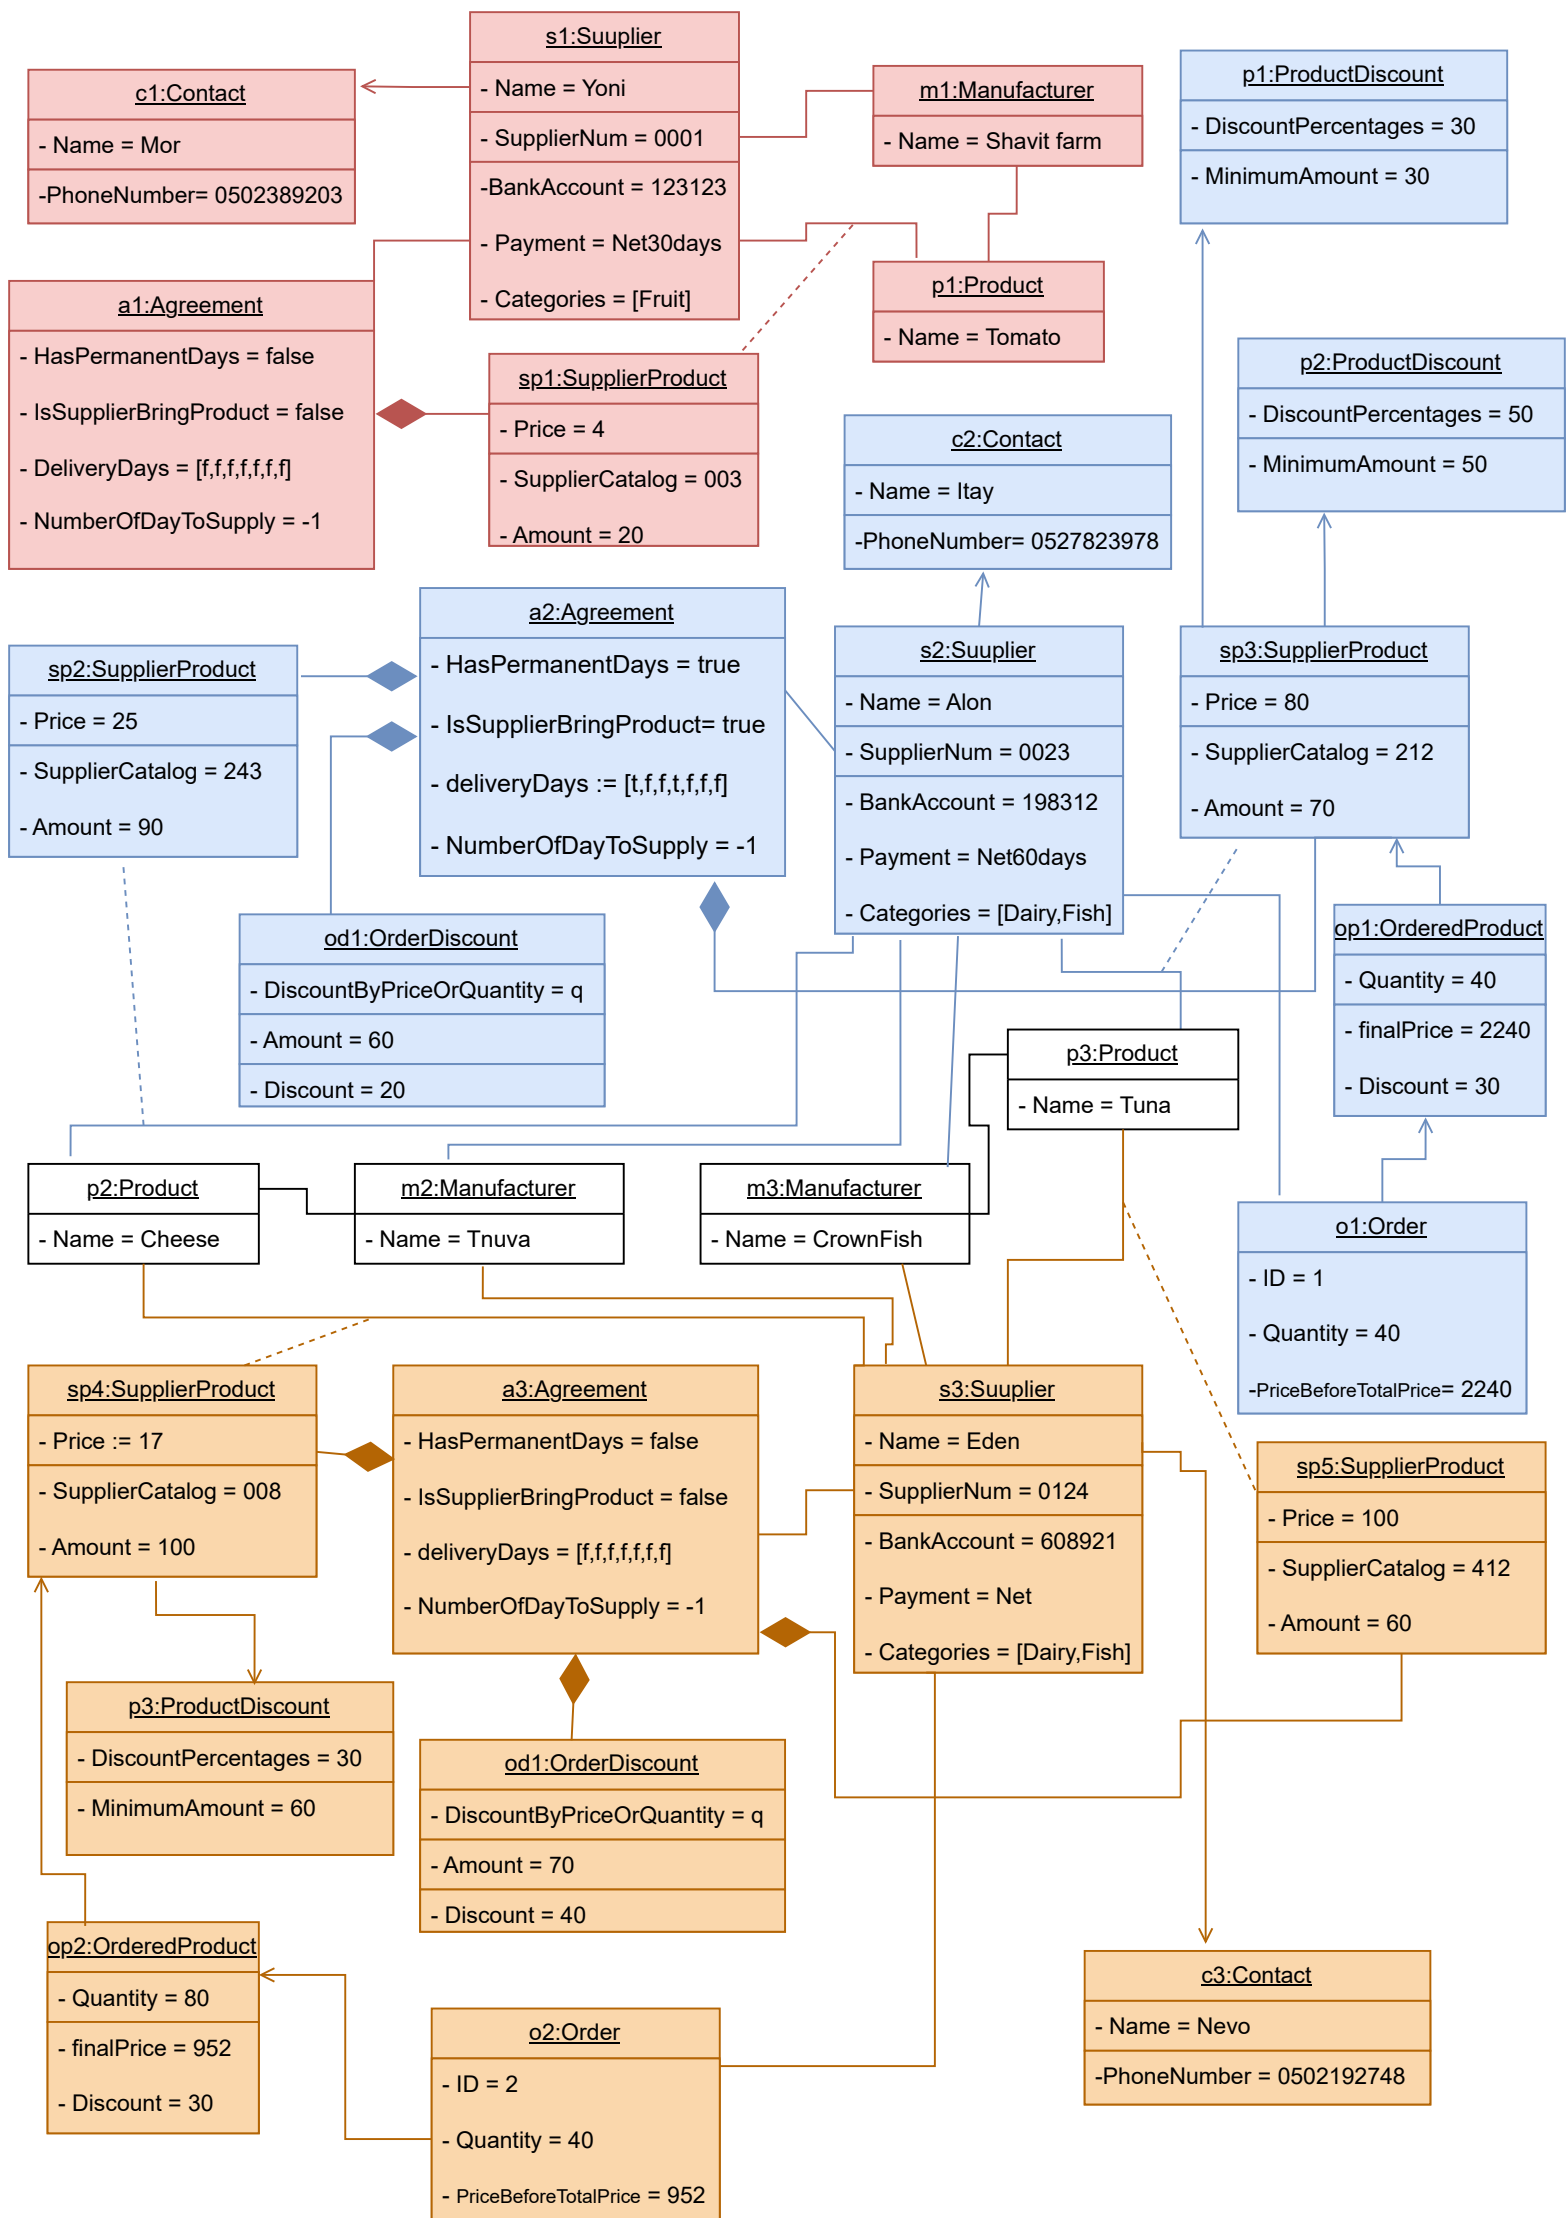 s1:Suuplier
- Name = Yoni
- SupplierNum = 0001
-BankAccount = 123123
- Payment = Net30days
- Categories = [Fruit]
c1:Contact
- Name = Mor
-PhoneNumber= 0502389203
m1:Manufacturer
- Name = Shavit farm
p1:ProductDiscount
- DiscountPercentages = 30
- MinimumAmount = 30
a1:Agreement
- HasPermanentDays = false
- IsSupplierBringProduct = false
- DeliveryDays = [f,f,f,f,f,f,f]
- NumberOfDayToSupply = -1
p1:Product
- Name = Tomato
sp1:SupplierProduct
- Price = 4
- SupplierCatalog = 003
- Amount = 20
p2:ProductDiscount
- DiscountPercentages = 50
- MinimumAmount = 50
c2:Contact
- Name = Itay
-PhoneNumber= 0527823978
a2:Agreement
- HasPermanentDays = true
- IsSupplierBringProduct= true
- deliveryDays := [t,f,f,t,f,f,f]
- NumberOfDayToSupply = -1
sp2:SupplierProduct
- Price = 25
- SupplierCatalog = 243
- Amount = 90
s2:Suuplier
- Name = Alon
- SupplierNum = 0023
- BankAccount = 198312
- Payment = Net60days
- Categories = [Dairy,Fish]
sp3:SupplierProduct
- Price = 80
- SupplierCatalog = 212
- Amount = 70
od1:OrderDiscount
- DiscountByPriceOrQuantity = q
- Amount = 60
- Discount = 20
op1:OrderedProduct
- Quantity = 40
- finalPrice = 2240
- Discount = 30
p3:Product
- Name = Tuna
p2:Product
- Name = Cheese
m2:Manufacturer
- Name = Tnuva
m3:Manufacturer
- Name = CrownFish
o1:Order
- ID = 1
- Quantity = 40
-PriceBeforeTotalPrice= 2240
sp4:SupplierProduct
- Price := 17
- SupplierCatalog = 008
- Amount = 100
a3:Agreement
- HasPermanentDays = false
- IsSupplierBringProduct = false
- deliveryDays = [f,f,f,f,f,f,f]
- NumberOfDayToSupply = -1
s3:Suuplier
- Name = Eden
- SupplierNum = 0124
- BankAccount = 608921
- Payment = Net
- Categories = [Dairy,Fish]
sp5:SupplierProduct
- Price = 100
- SupplierCatalog = 412
- Amount = 60
p3:ProductDiscount
- DiscountPercentages = 30
- MinimumAmount = 60
od1:OrderDiscount
- DiscountByPriceOrQuantity = q
- Amount = 70
- Discount = 40
op2:OrderedProduct
- Quantity = 80
- finalPrice = 952
- Discount = 30
o2:Order
- ID = 2
- Quantity = 40
- PriceBeforeTotalPrice = 952
c3:Contact
- Name = Nevo
-PhoneNumber = 0502192748